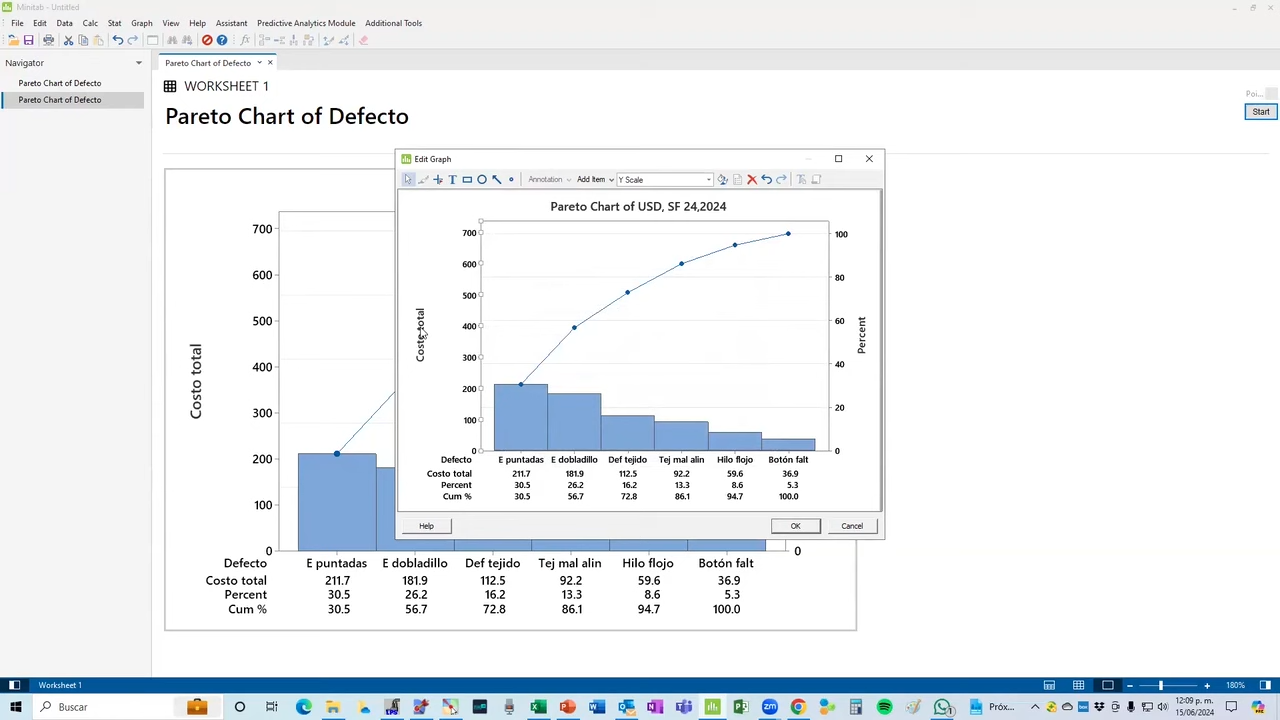 Minitab - Untitled
File Edit Data Calc Stat Graph View Help Assistant Predictive Analytics Module Additional Tools
Navigator
Pareto Chart of Defecto
Pareto Chart of Defecto
Pareto Chart of Defecto
WORKSHEET 1
Pareto Chart of Defecto
Poi...
Start
Edit Graph
Annotation Add Item Y Scale
Pareto Chart of USD, SF 24,2024
Costo total
700
600
500
400
300
200
100
0
100
80
60
40
20
0
Percent
Defecto E puntadas E dobladillo Def tejido Tej mal alin Hilo flojo Botón falt
Costo total 211.7 181.9 112.5 92.2 59.6 36.9
Percent 30.5 26.2 16.2 13.3 8.6 5.3
Cum % 30.5 56.7 72.8 86.1 94.7 100.0
Help OK Cancel
Costo total
700
600
500
400
300
200
100
0
0
Defecto E puntadas E dobladillo Def tejido Tej mal alin Hilo flojo Botón falt
Costo total 211.7 181.9 112.5 92.2 59.6 36.9
Percent 30.5 26.2 16.2 13.3 8.6 5.3
Cum % 30.5 56.7 72.8 86.1 94.7 100.0
Worksheet 1
180%
Buscar
Próx...
12:09 p. m.
15/06/2024